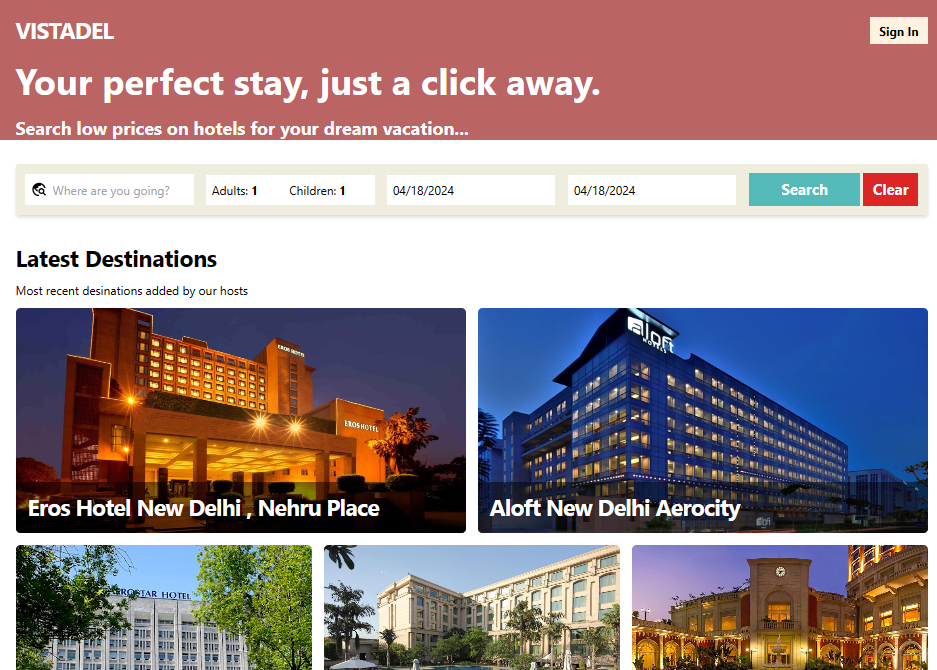 VISTADEL
Sign In
Your perfect stay, just a click away.
Search low prices on hotels for your dream vacation...
Where are you going?
Adults: 1 Children: 1
04/18/2024
04/18/2024
Search
Clear
Latest Destinations
Most recent desinations added by our hosts
EROS HOTEL
EROS HOTEL
Eros Hotel New Delhi , Nehru Place
aloft
HOTELS
aloft
Aloft New Delhi Aerocity
EUROSTAR HOTEL